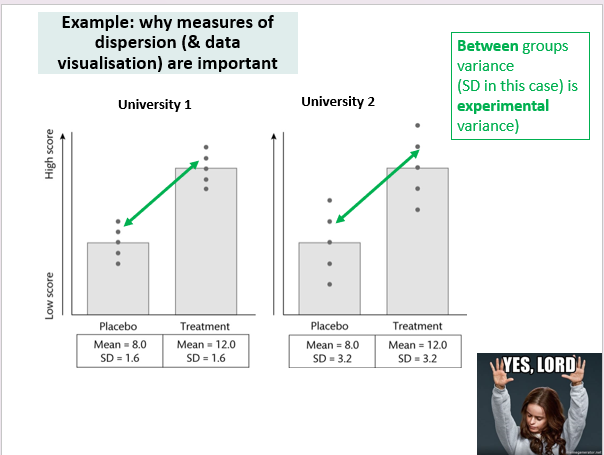 Example: why measures of
dispersion (& data
visualisation) are important
Between groups
variance
(SD in this case) is
experimental
variance)
University 1
University 2
High score
Low score
Placebo
Treatment
Mean = 8.0
SD = 1.6
Mean = 12.0
SD = 1.6
Placebo
Treatment
Mean = 8.0
SD = 3.2
Mean = 12.0
SD = 3.2
YES, LORD